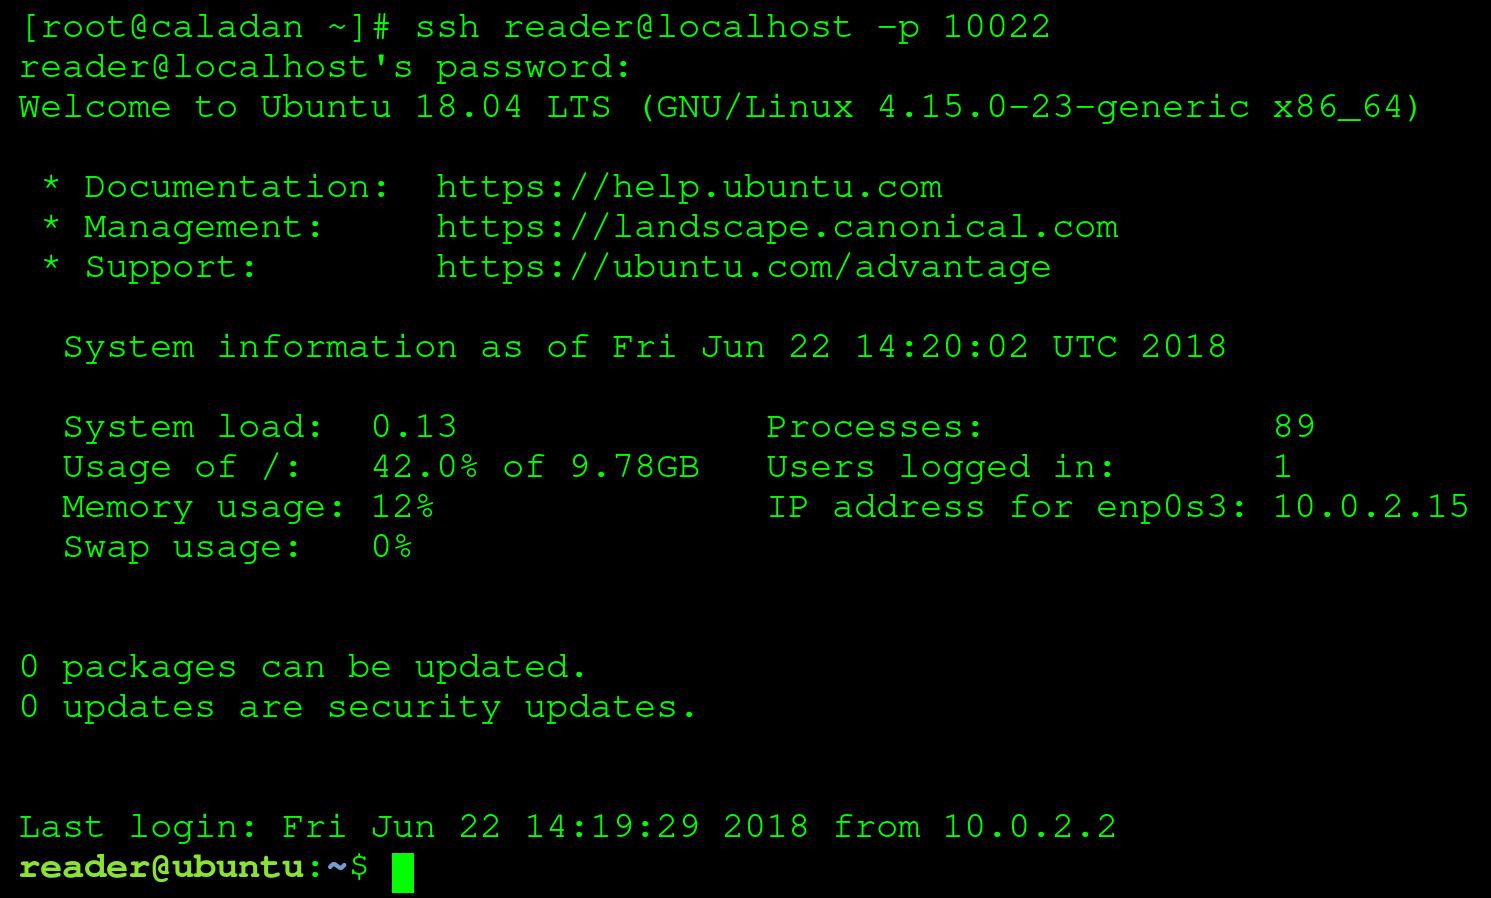 [root@caladan ~]# ssh reader@localhost -p 10022
reader@localhost's password:
Welcome to Ubuntu 18.04 LTS (GNU/Linux 4.15.0-23-generic x86_64)

 * Documentation:  https://help.ubuntu.com
 * Management:     https://landscape.canonical.com
 * Support:        https://ubuntu.com/advantage

  System information as of Fri Jun 22 14:20:02 UTC 2018

  System load:  0.13              Processes:             89
  Usage of /:   42.0% of 9.78GB   Users logged in:       1
  Memory usage: 12%               IP address for enp0s3: 10.0.2.15
  Swap usage:   0%


0 packages can be updated.
0 updates are security updates.


Last login: Fri Jun 22 14:19:29 2018 from 10.0.2.2
reader@ubuntu:~$